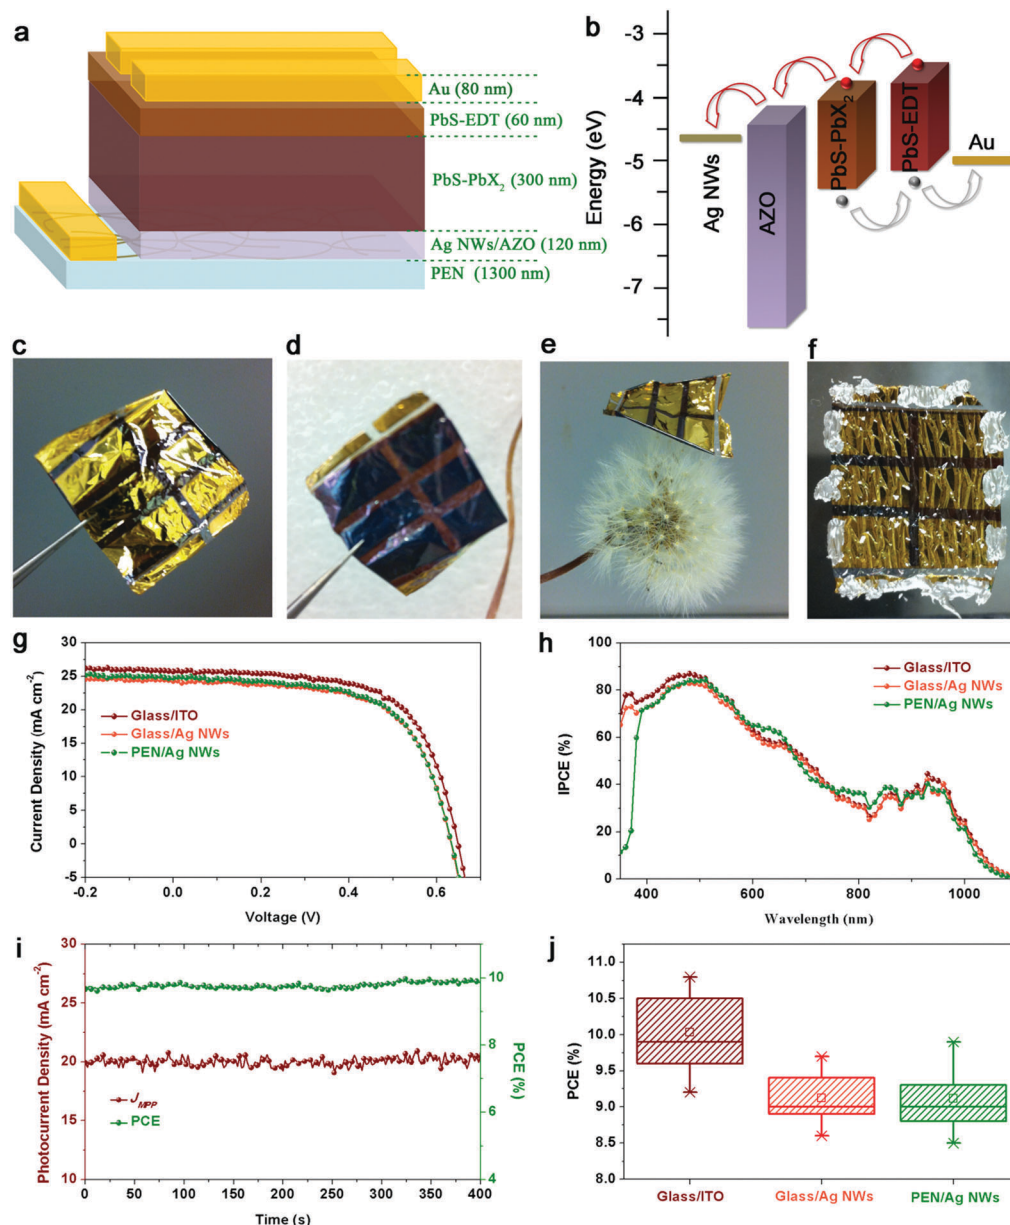 a
Au (80 nm)
PbS-EDT (60 nm)
PbS-PbX₂ (300 nm)
Ag NWs/AZO (120 nm)
PEN (1300 nm)
b
Energy (eV)
-3
-4
-5
-6
-7
Ag NWs
AZO
PbS-PbX₂
PbS-EDT
Au
c
d
e
f
g
Current Density (mA cm⁻²)
30
25
20
15
10
5
0
-5
Glass/ITO
Glass/Ag NWs
PEN/Ag NWs
-0.2 0.0 0.2 0.4 0.6
Voltage (V)
h
IPCE (%)
100
80
60
40
20
0
Glass/ITO
Glass/Ag NWs
PEN/Ag NWs
400 600 800 1000
Wavelength (nm)
i
Photocurrent Density (mA cm⁻²)
30
25
20
15
10
J_MPP
PCE
10
8
6
4
PCE (%)
0 50 100 150 200 250 300 350 400
Time (s)
j
PCE (%)
11.0
10.5
10.0
9.5
9.0
8.5
8.0
Glass/ITO Glass/Ag NWs PEN/Ag NWs